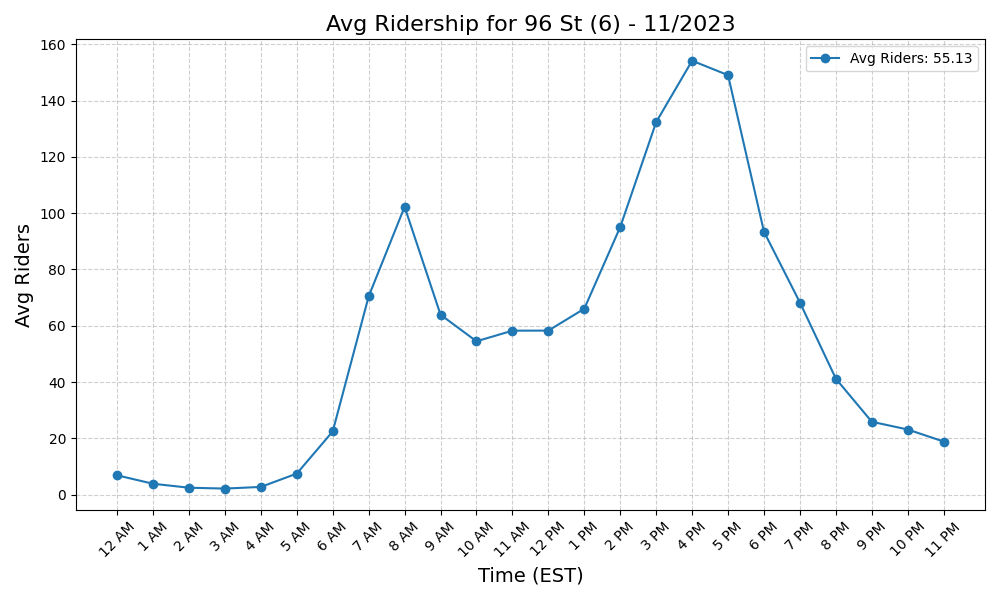 Avg Ridership for 96 St (6) - 11/2023
Avg Riders: 55.13
Avg Riders
160
140
120
100
80
60
40
20
0
12 AM
1 AM
2 AM
3 AM
4 AM
5 AM
6 AM
7 AM
8 AM
9 AM
10 AM
11 AM
12 PM
1 PM
2 PM
3 PM
4 PM
5 PM
6 PM
7 PM
8 PM
9 PM
10 PM
11 PM
Time (EST)